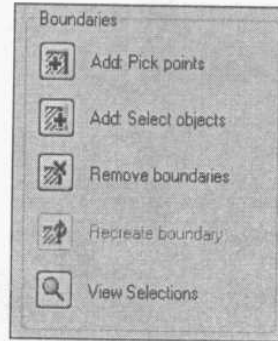 Boundaries
Add: Pick points
Add: Select objects
Remove boundaries
Recreate boundary
View Selections